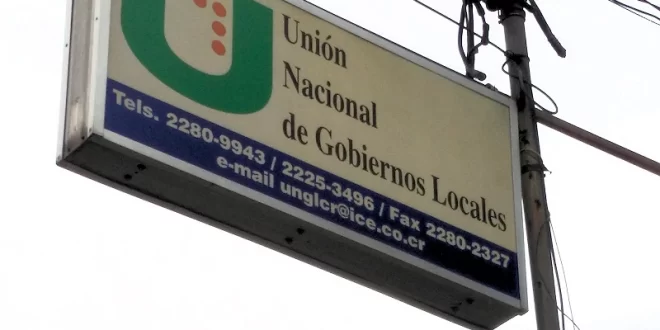 Unión
Nacional
de Gobiernos Locales
Tels. 2280-9943 / 2225-3496 / Fax 2280-2327
e-mail unglcr@ice.co.cr